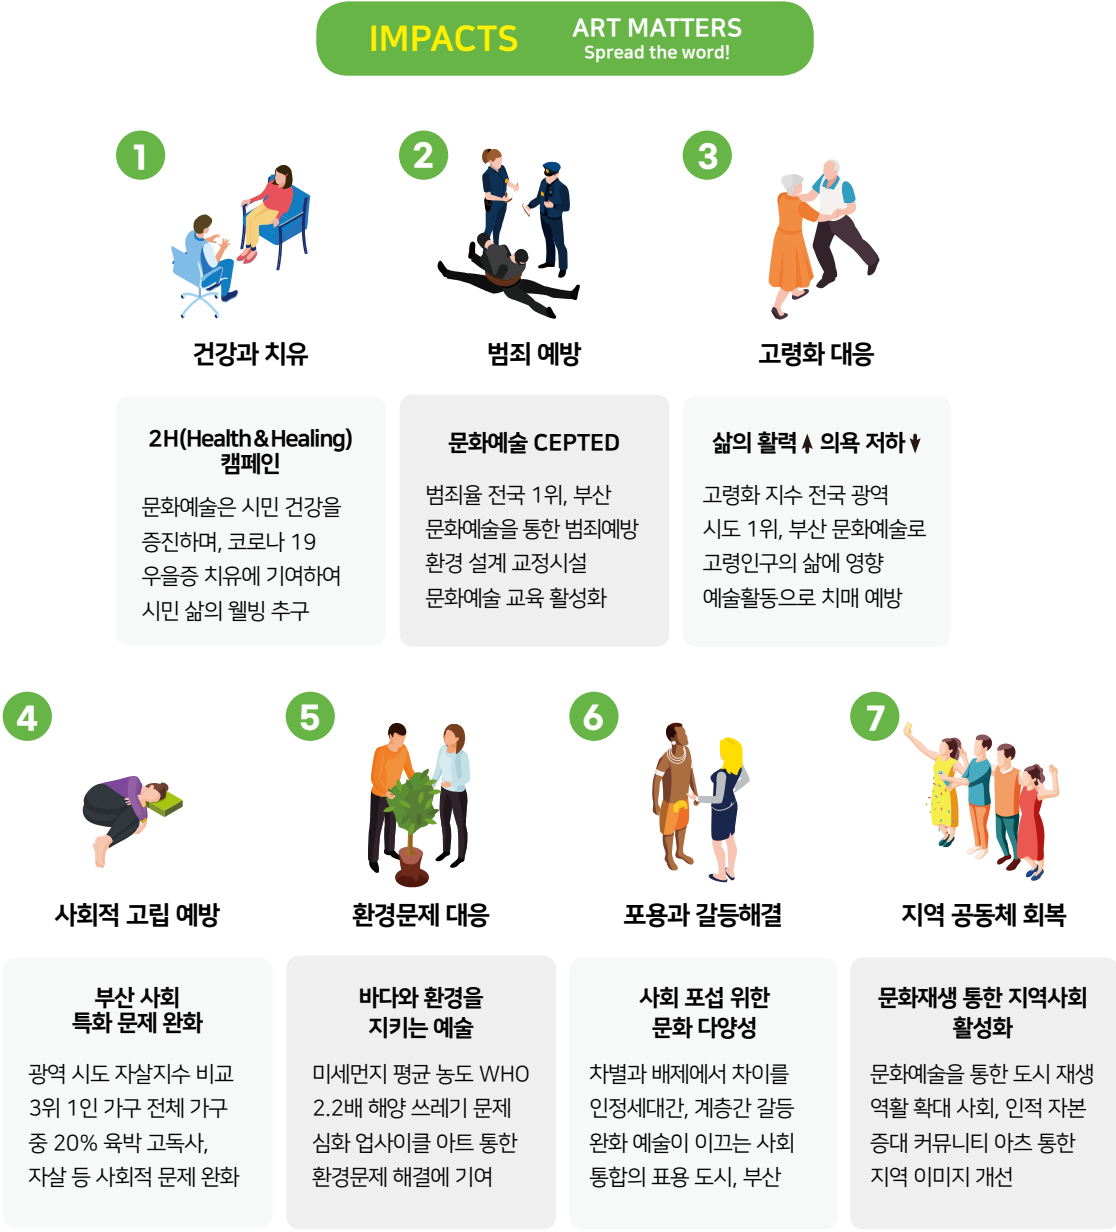 IMPACTS
ART MATTERS
Spread the word!
1
건강과 치유
2H(Health&Healing)
캠페인
문화예술은 시민 건강을
증진하며, 코로나 19
우울증 치유에 기여하여
시민 삶의 웰빙 추구
2
범죄 예방
문화예술 CEPTED
범죄율 전국 1위, 부산
문화예술을 통한 범죄예방
환경 설계 교정시설
문화예술 교육 활성화
3
고령화 대응
삶의 활력 의욕 저하
고령화 지수 전국 광역
시도 1위, 부산 문화예술로
고령인구의 삶에 영향
예술활동으로 치매 예방
4
사회적 고립 예방
부산 사회
특화 문제 완화
광역 시도 자살지수 비교
3위 1인 가구 전체 가구
중 20% 육박 고독사,
자살 등 사회적 문제 완화
5
환경문제 대응
바다와 환경을
지키는 예술
미세먼지 평균 농도 WHO
2.2배 해양 쓰레기 문제
심화 업사이클 아트 통한
환경문제 해결에 기여
6
포용과 갈등해결
사회 포섭 위한
문화 다양성
차별과 배제에서 차이를
인정세대간, 계층간 갈등
완화 예술이 이끄는 사회
통합의 표용 도시, 부산
7
지역 공동체 회복
문화재생 통한 지역사회
활성화
문화예술을 통한 도시 재생
역활 확대 사회, 인적 자본
증대 커뮤니티 아츠 통한
지역 이미지 개선